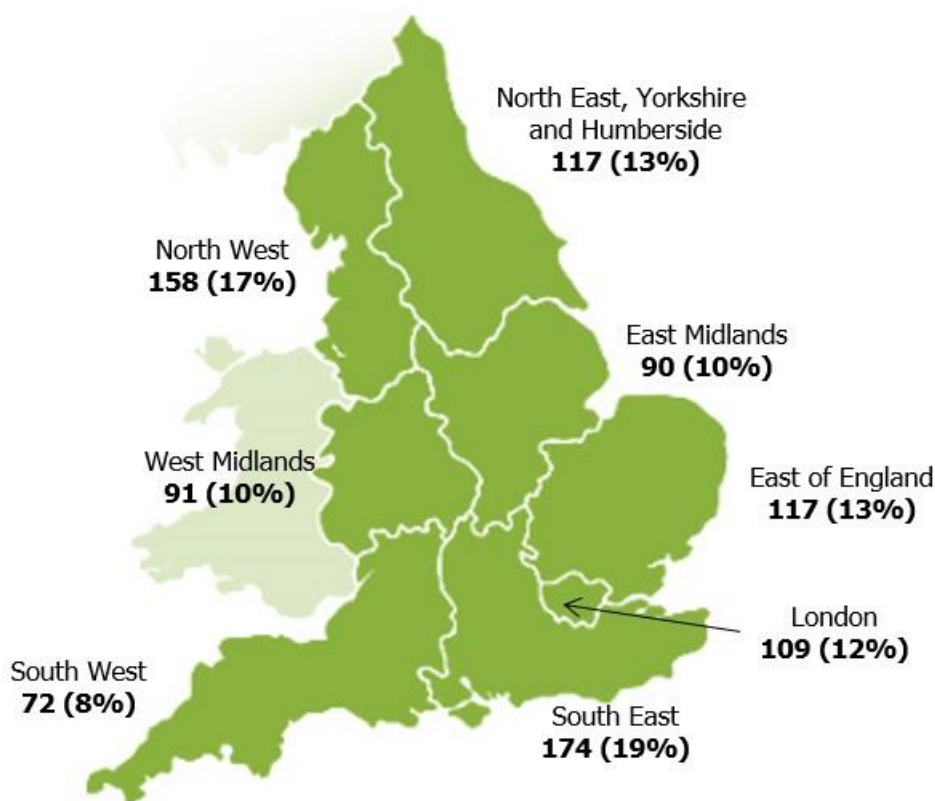 North East, Yorkshire
and Humberside
117 (13%)
North West
158 (17%)
East Midlands
90 (10%)
West Midlands
91 (10%)
East of England
117 (13%)
London
109 (12%)
South West
72 (8%)
South East
174 (19%)